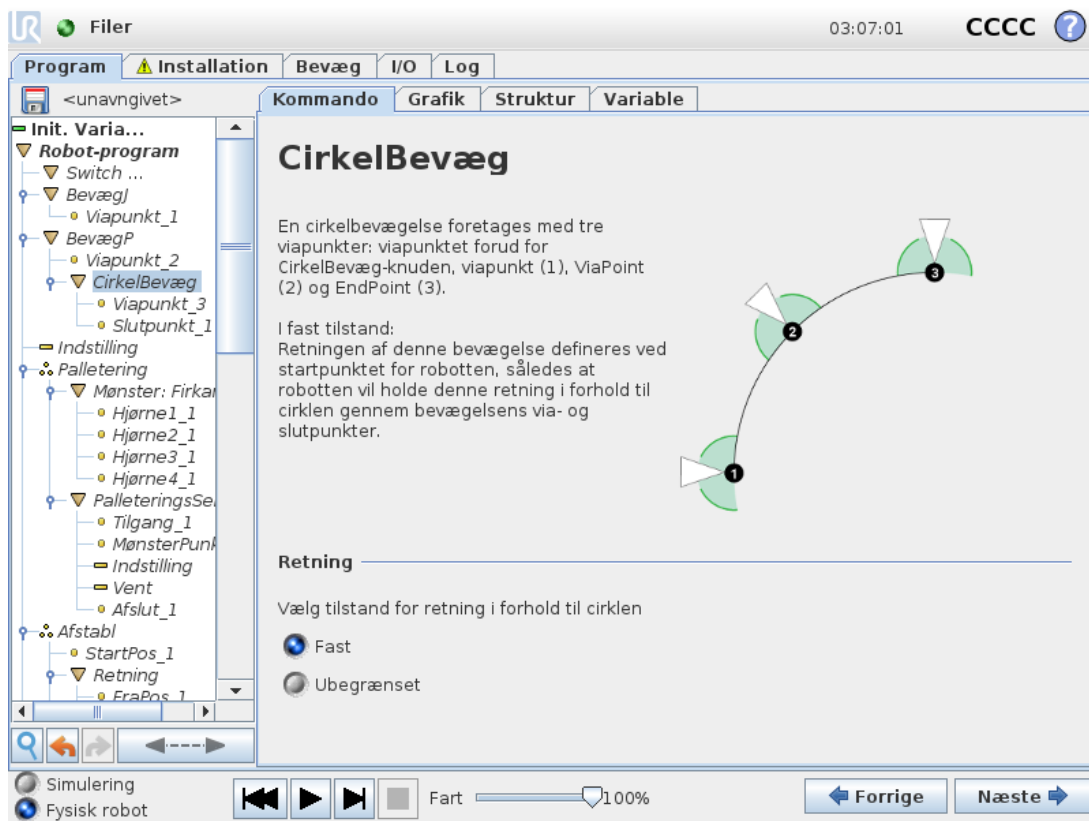 UR Filer 03:07:01 CCCC ?
Program Installation Bevæg I/O Log
<unavngivet>
Kommando Grafik Struktur Variable
Init. Varia...
Robot-program
Switch ...
BevægJ
Viapunkt_1
BevægP
Viapunkt_2
CirkelBevæg
Viapunkt_3
Slutpunkt_1
Indstilling
Palletering
Mønster: Firkan
Hjørne1_1
Hjørne2_1
Hjørne3_1
Hjørne4_1
PalleteringsSe
Tilgang_1
MønsterPunk
Indstilling
Vent
Afslut_1
Afstabl
StartPos_1
Retning
FraPos_1
CirkelBevæg
En cirkelbevægelse foretages med tre
viapunkter: viapunktet forud for
CirkelBevæg-knuden, viapunkt (1), ViaPoint
(2) og EndPoint (3).
I fast tilstand:
Retningen af denne bevægelse defineres ved
startpunktet for robotten, således at
robotten vil holde denne retning i forhold til
cirklen gennem bevægelsens via- og
slutpunkter.
3
2
1
Retning
Vælg tilstand for retning i forhold til cirklen
Fast
Ubegrænset
Simulering
Fysisk robot
Fart 100%
Forrige Næste